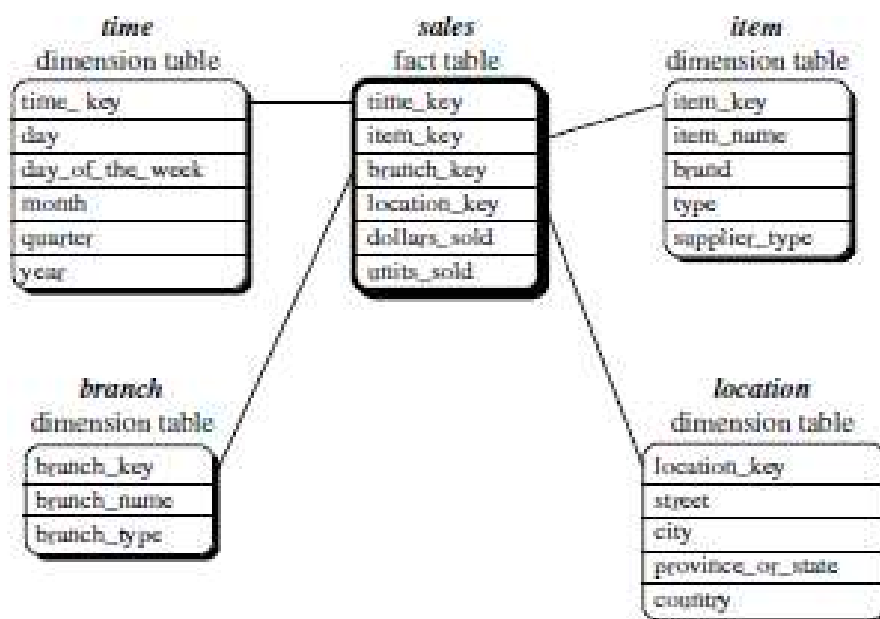 time
dimension table
time_key
day
day_of_the_week
month
quarter
year
sales
fact table
time_key
item_key
branch_key
location_key
dollars_sold
units_sold
item
dimension table
item_key
item_name
brand
type
supplier_type
branch
dimension table
branch_key
branch_name
branch_type
location
dimension table
location_key
street
city
province_or_state
country